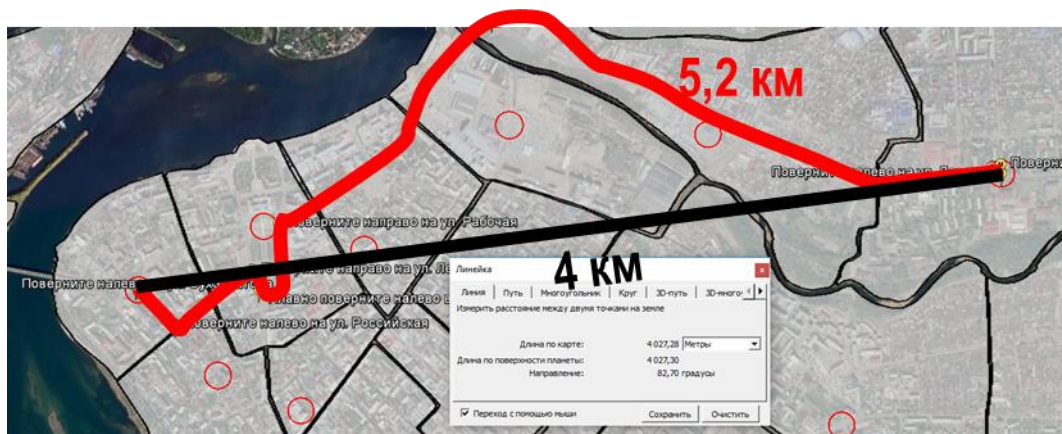 5,2 км
Поверните налево на ул. Л
Поверни
Поверните направо на ул. Рабочая
Поверните направо на ул. Ле
Поверните нале
Плавно поверните налево
Поверните налево на ул. Российская
4 км
Линейка
Линия Путь Многоугольник Круг 3D-путь 3D-много
Измерить расстояние между двумя точками на земле
Длина по карте: 4 027,28 Метры
Длина по поверхности планеты: 4 027,30
Направление: 82,70 градусы
Переход с помощью мыши Сохранить Очистить